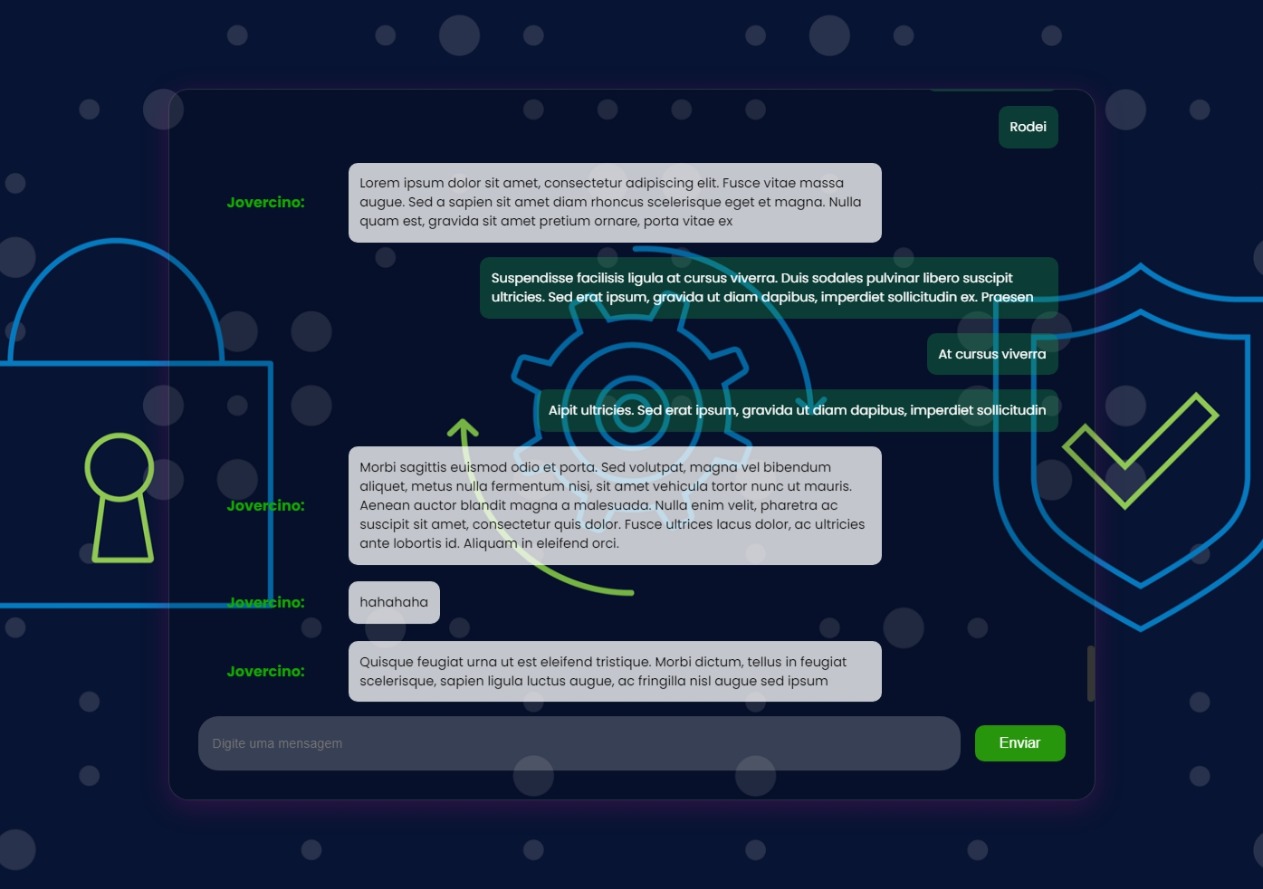 Rodei
Jovercino:
Lorem ipsum dolor sit amet, consectetur adipiscing elit. Fusce vitae massa
augue. Sed a sapien sit amet diam rhoncus scelerisque eget et magna. Nulla
quam est, gravida sit amet pretium ornare, porta vitae ex
Suspendisse facilisis ligula at cursus viverra. Duis sodales pulvinar libero suscipit
ultricies. Sed erat ipsum, gravida ut diam dapibus, imperdiet sollicitudin ex. Praesen
At cursus viverra
Aipit ultricies. Sed erat ipsum, gravida ut diam dapibus, imperdiet sollicitudin
Jovercino:
Morbi sagittis euismod odio et porta. Sed volutpat, magna vel bibendum
aliquet, metus nulla fermentum nisi, sit amet vehicula tortor nunc ut mauris.
Aenean auctor blandit magna a malesuada. Nulla enim velit, pharetra ac
suscipit sit amet, consectetur quis dolor. Fusce ultrices lacus dolor, ac ultricies
ante lobortis id. Aliquam in eleifend orci.
Jovercino:
hahahaha
Jovercino:
Quisque feugiat urna ut est eleifend tristique. Morbi dictum, tellus in feugiat
scelerisque, sapien ligula luctus augue, ac fringilla nisl augue sed ipsum
Digite uma mensagem
Enviar